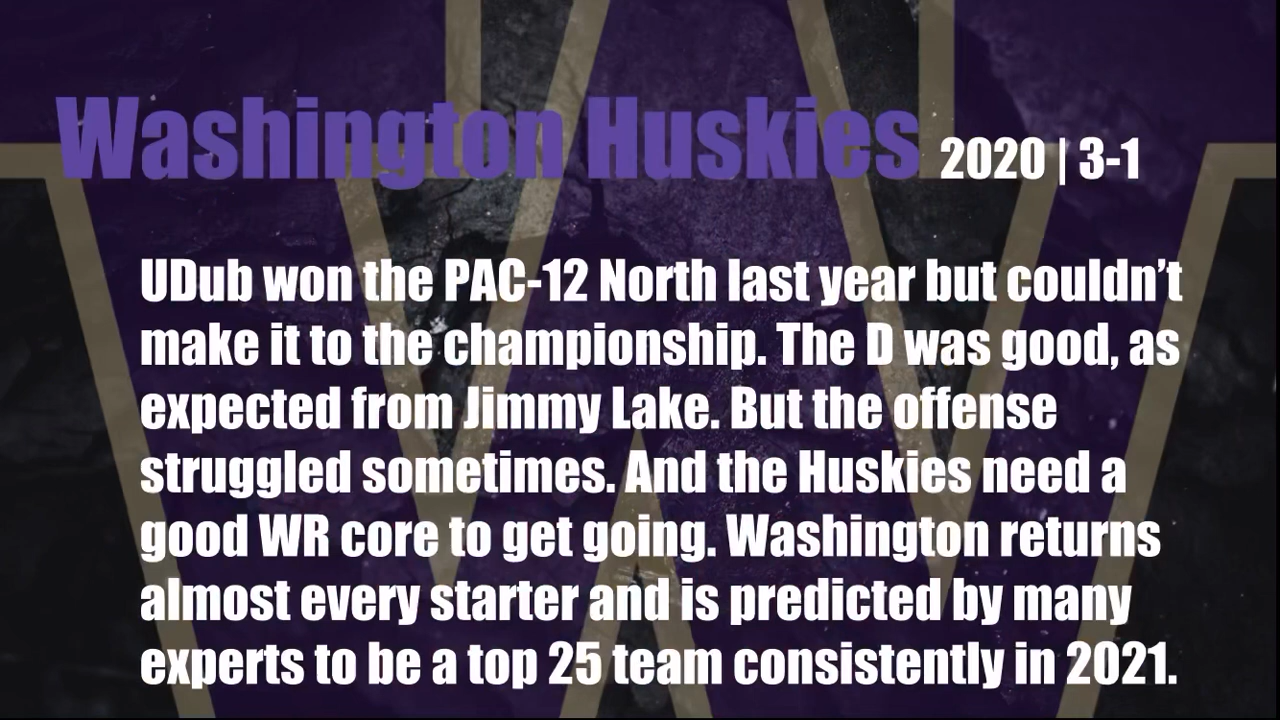 Washington Huskies 2020 | 3-1
UDub won the PAC-12 North last year but couldn’t
make it to the championship. The D was good, as
expected from Jimmy Lake. But the offense
struggled sometimes. And the Huskies need a
good WR core to get going. Washington returns
almost every starter and is predicted by many
experts to be a top 25 team consistently in 2021.